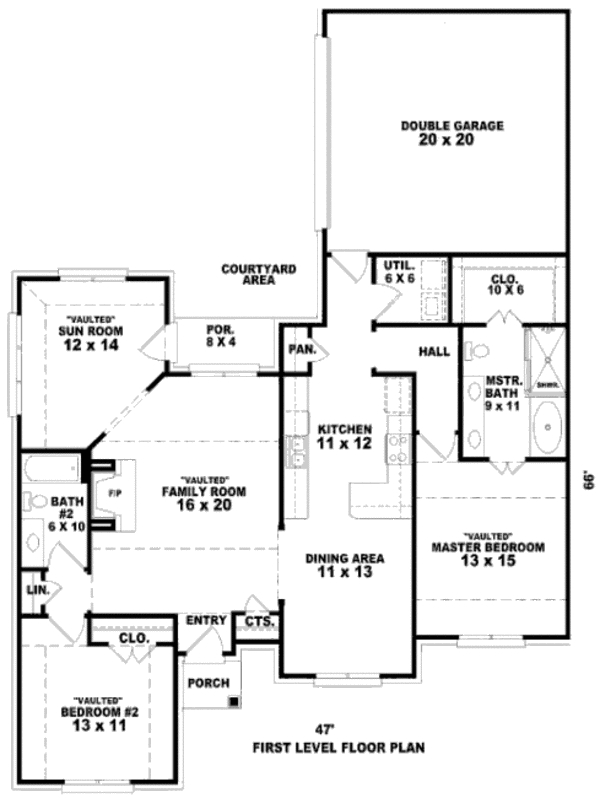 DOUBLE GARAGE
20 x 20
COURTYARD
AREA
UTIL.
6 X 6
CLO.
10 X 6
"VAULTED"
SUN ROOM
12 x 14
POR.
8 X 4
PAN.
HALL
MSTR.
BATH
9 x 11
SHWR.
KITCHEN
11 x 12
"VAULTED"
FAMILY ROOM
16 x 20
F/P
BATH
#2
6 X 10
66'
"VAULTED"
MASTER BEDROOM
13 x 15
DINING AREA
11 x 13
LIN.
ENTRY
CTS.
CLO.
PORCH
"VAULTED"
BEDROOM #2
13 x 11
47'
FIRST LEVEL FLOOR PLAN